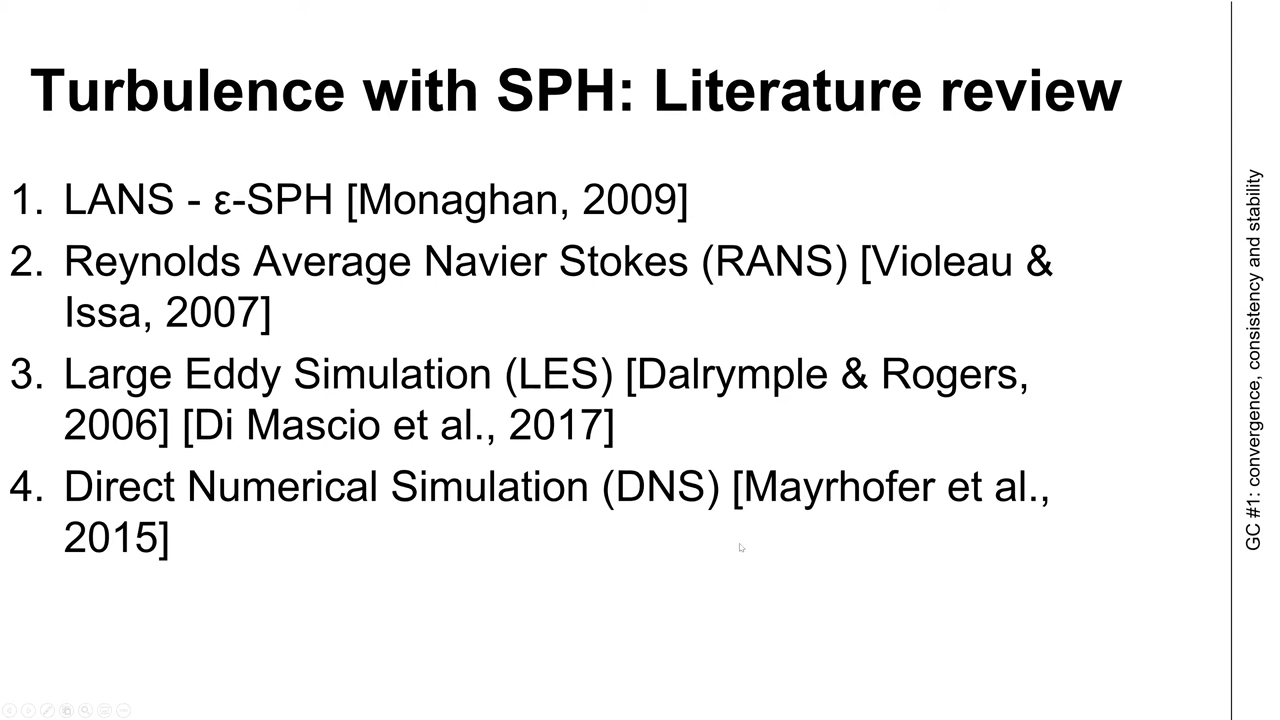 Turbulence with SPH: Literature review
1. LANS - ε-SPH [Monaghan, 2009]
2. Reynolds Average Navier Stokes (RANS) [Violeau &
Issa, 2007]
3. Large Eddy Simulation (LES) [Dalrymple & Rogers,
2006] [Di Mascio et al., 2017]
4. Direct Numerical Simulation (DNS) [Mayrhofer et al.,
2015]
GC #1: convergence, consistency and stability